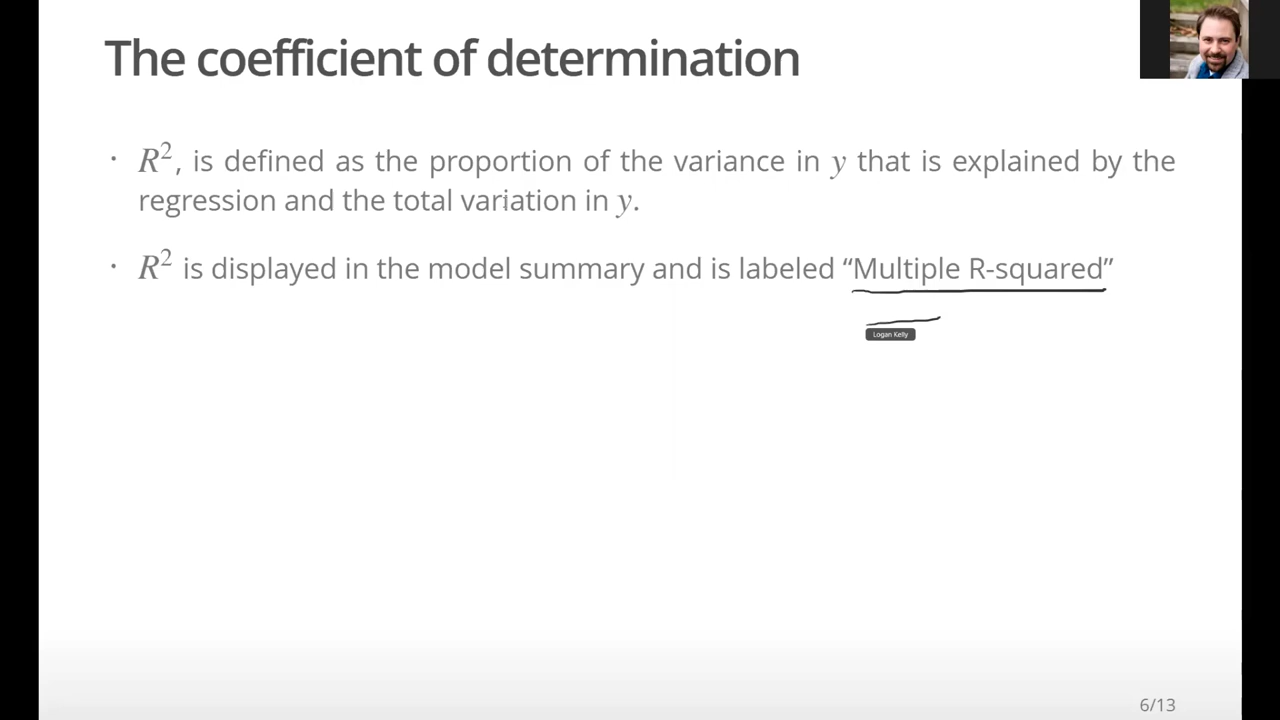 The coefficient of determination
• R², is defined as the proportion of the variance in y that is explained by the
regression and the total variation in y.
• R² is displayed in the model summary and is labeled “Multiple R-squared”
Logan Kelly
6/13